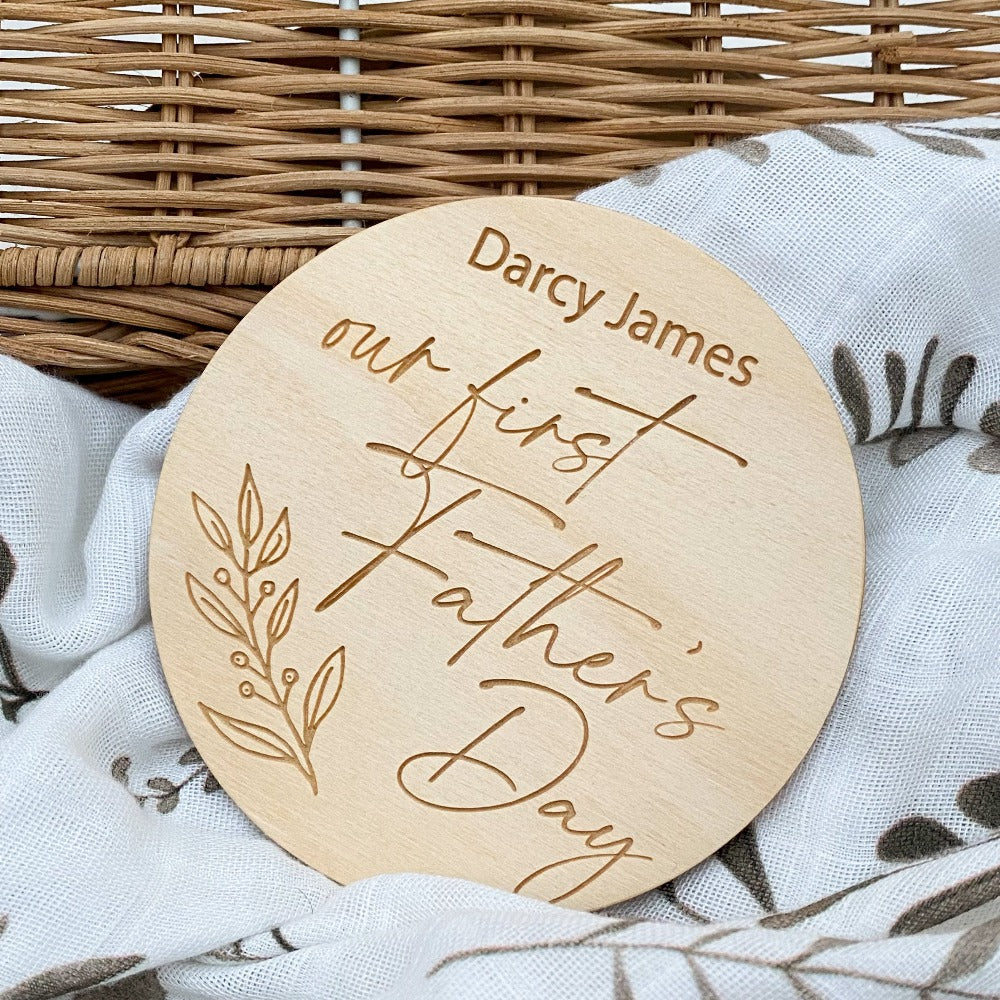 Darcy James
our first
Father's
Day